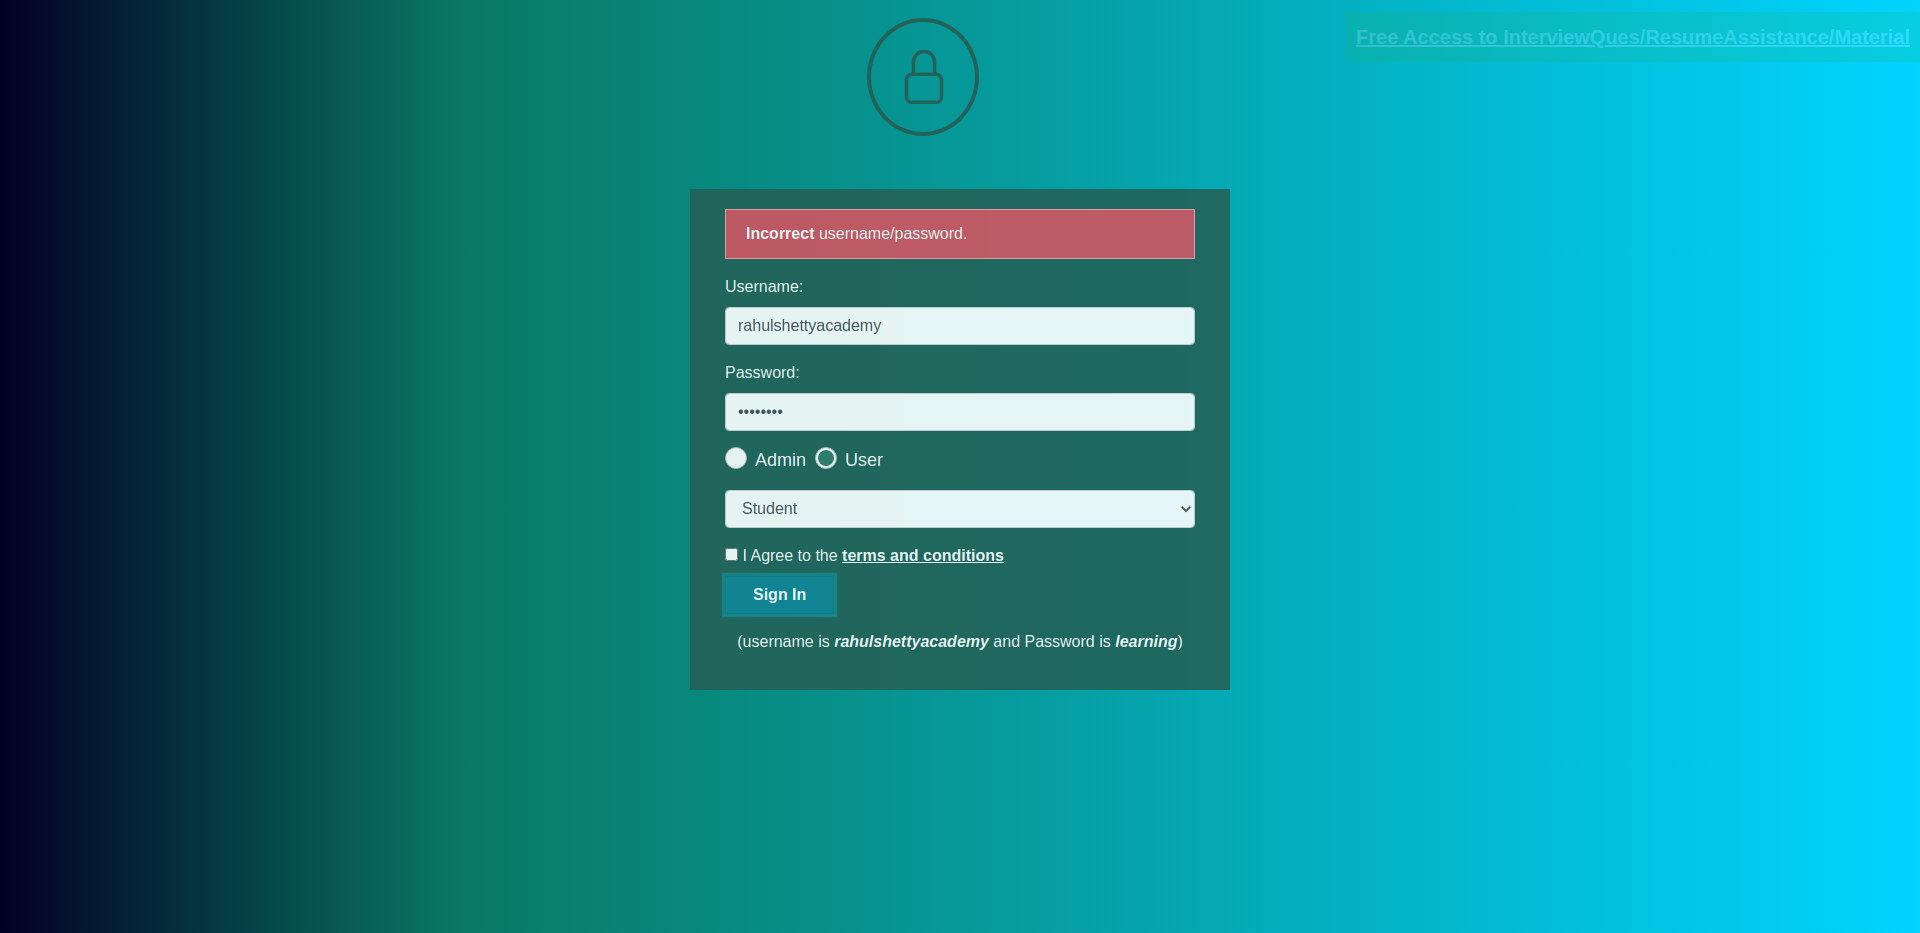 Free Access to InterviewQues/ResumeAssistance/Material
Incorrect username/password.
Username:
rahulshettyacademy
Password:
••••••••
Admin User
Student
I Agree to the terms and conditions
Sign In
(username is rahulshettyacademy and Password is learning)